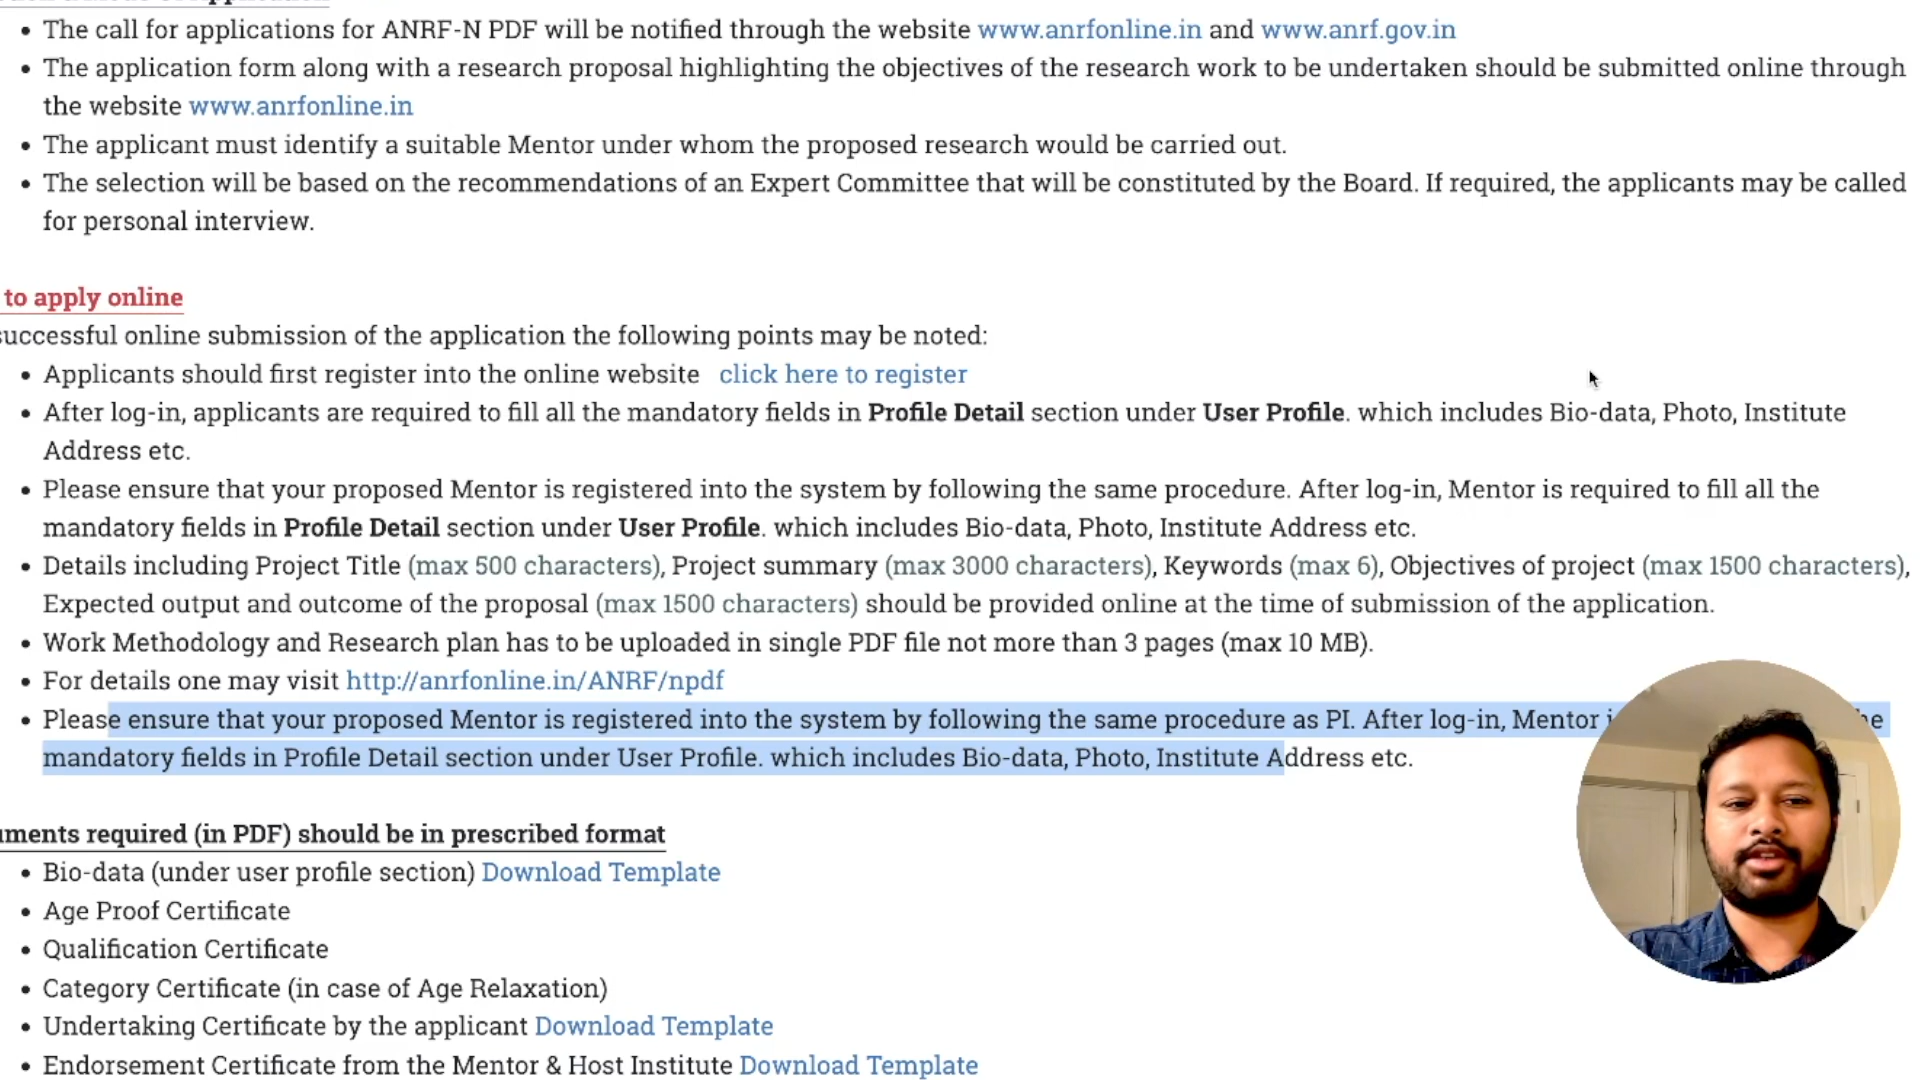 The call for applications for ANRF-N PDF will be notified through the website www.anrfonline.in and www.anrf.gov.in
The application form along with a research proposal highlighting the objectives of the research work to be undertaken should be submitted online through
the website www.anrfonline.in
The applicant must identify a suitable Mentor under whom the proposed research would be carried out.
The selection will be based on the recommendations of an Expert Committee that will be constituted by the Board. If required, the applicants may be called
for personal interview.
to apply online
successful online submission of the application the following points may be noted:
Applicants should first register into the online website click here to register
After log-in, applicants are required to fill all the mandatory fields in Profile Detail section under User Profile. which includes Bio-data, Photo, Institute
Address etc.
Please ensure that your proposed Mentor is registered into the system by following the same procedure. After log-in, Mentor is required to fill all the
mandatory fields in Profile Detail section under User Profile. which includes Bio-data, Photo, Institute Address etc.
Details including Project Title (max 500 characters), Project summary (max 3000 characters), Keywords (max 6), Objectives of project (max 1500 characters),
Expected output and outcome of the proposal (max 1500 characters) should be provided online at the time of submission of the application.
Work Methodology and Research plan has to be uploaded in single PDF file not more than 3 pages (max 10 MB).
For details one may visit http://anrfonline.in/ANRF/npdf
Please ensure that your proposed Mentor is registered into the system by following the same procedure as PI. After log-in, Mentor
mandatory fields in Profile Detail section under User Profile. which includes Bio-data, Photo, Institute Address etc.
uments required (in PDF) should be in prescribed format
Bio-data (under user profile section) Download Template
Age Proof Certificate
Qualification Certificate
Category Certificate (in case of Age Relaxation)
Undertaking Certificate by the applicant Download Template
Endorsement Certificate from the Mentor & Host Institute Download Template